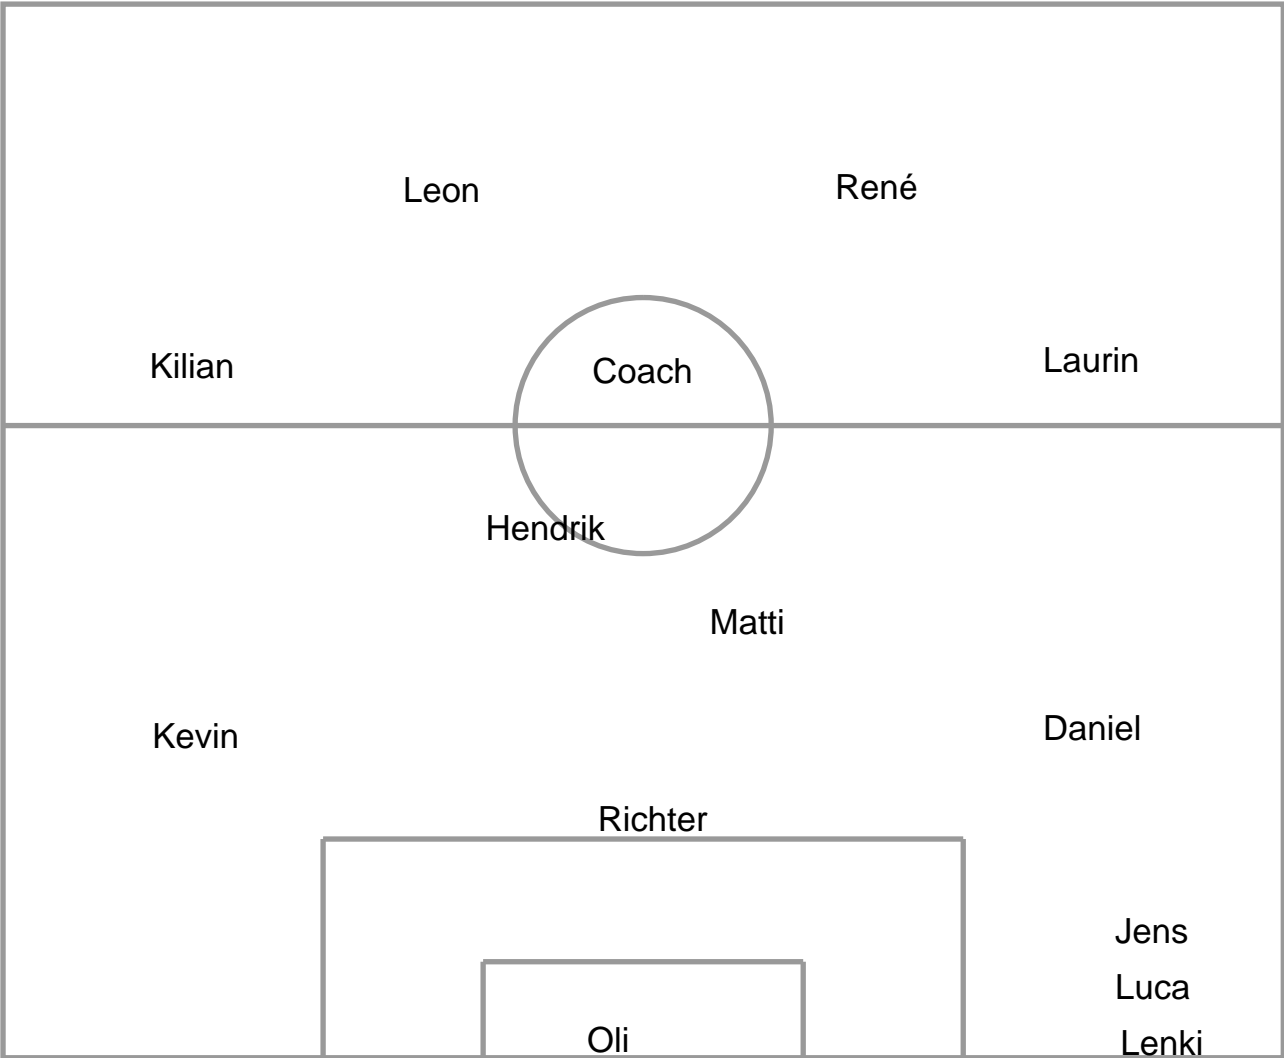 Leon René
Kilian Coach Laurin
Hendrik
Matti
Kevin Daniel
Richter
Jens
Luca
Oli Lenki